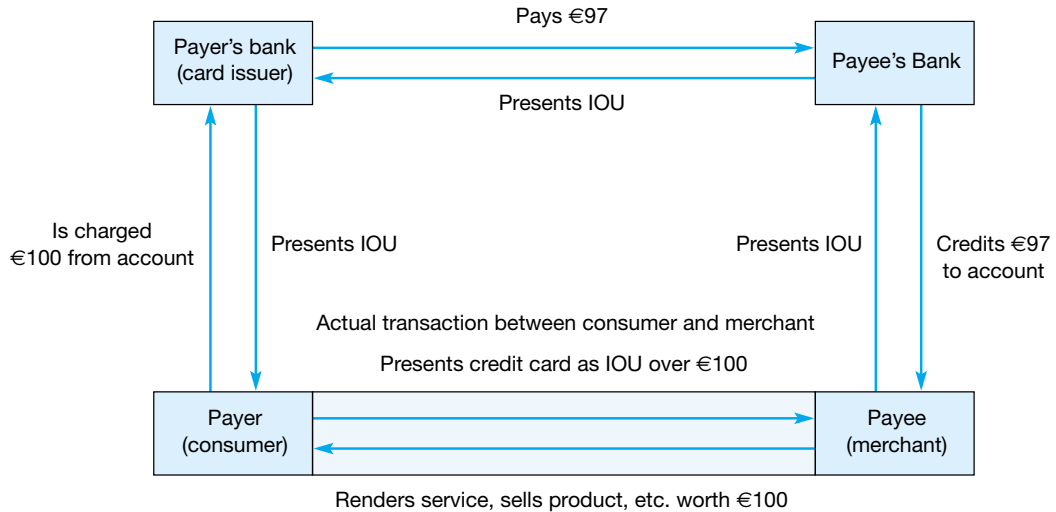 Pays €97
Payer’s bank
(card issuer)
Payee’s Bank
Presents IOU
Is charged
€100 from account
Presents IOU
Presents IOU
Credits €97
to account
Actual transaction between consumer and merchant
Presents credit card as IOU over €100
Payer
(consumer)
Payee
(merchant)
Renders service, sells product, etc. worth €100